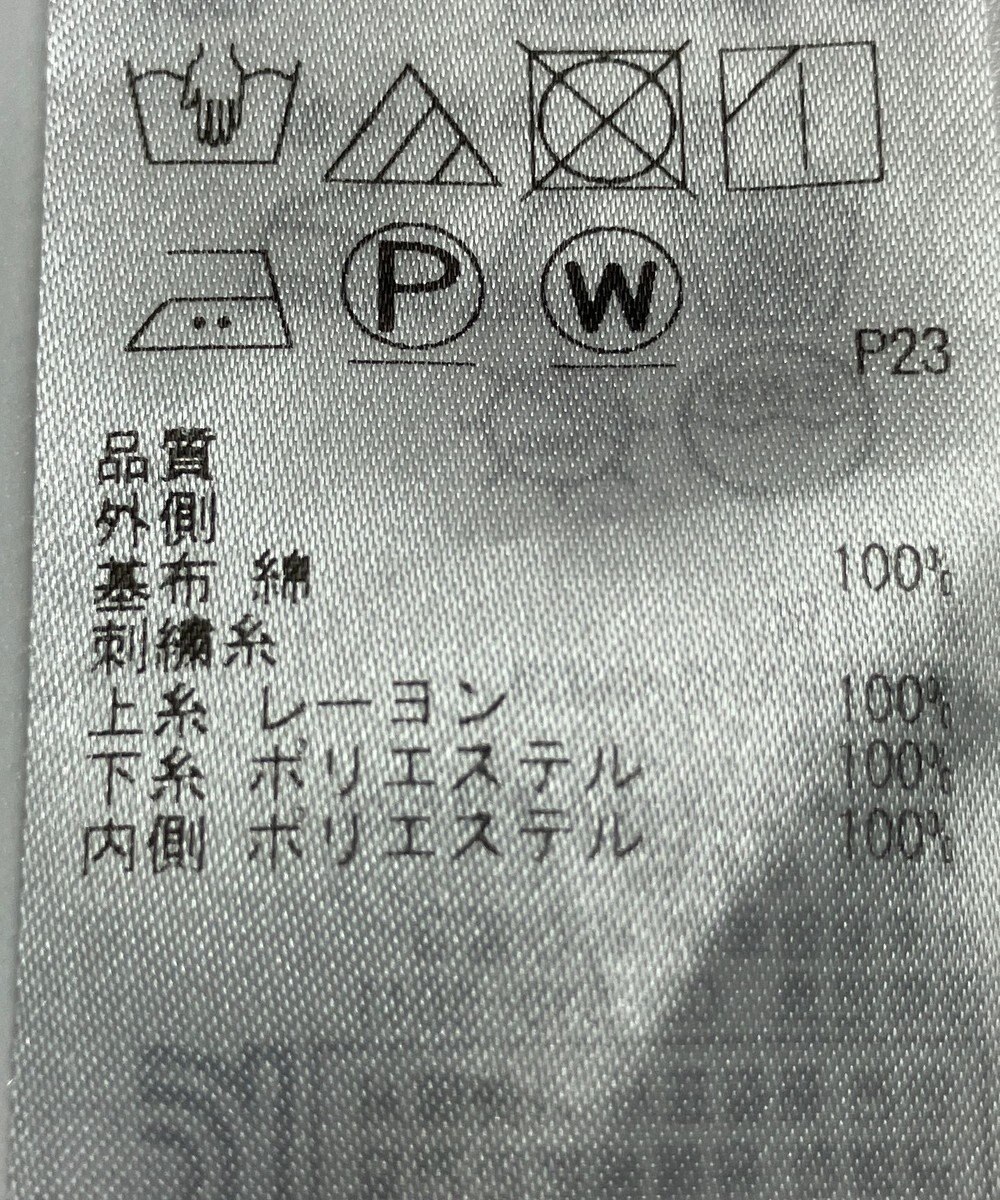 P W
P23
品質
外側
基布 綿 100%
刺繍糸
上糸 レーヨン 100%
下糸 ポリエステル 100%
内側 ポリエステル 100%